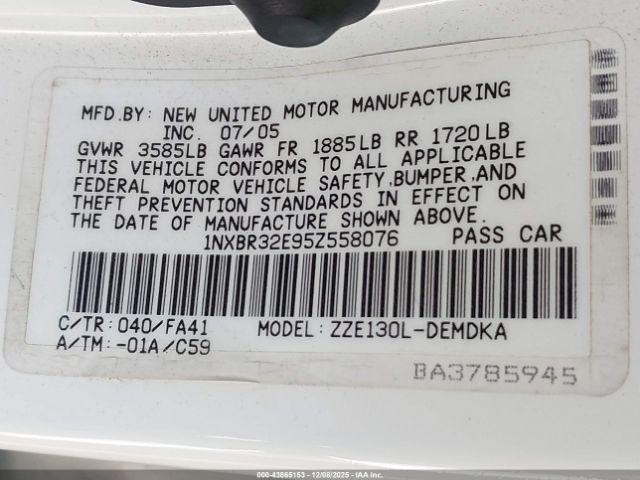 MFD.BY: NEW UNITED MOTOR MANUFACTURING
INC. 07/05
GVWR 3585LB GAWR FR 1885LB RR 1720LB
THIS VEHICLE CONFORMS TO ALL APPLICABLE
FEDERAL MOTOR VEHICLE SAFETY,BUMPER,AND
THEFT PREVENTION STANDARDS IN EFFECT ON
THE DATE OF MANUFACTURE SHOWN ABOVE.
1NXBR32E95Z558076 PASS CAR
C/TR: 040/FA41 MODEL: ZZE130L-DEMDKA
A/TM: -01A/C59
BA3785945
000-43865153 - 12/08/2025 - IAA Inc.